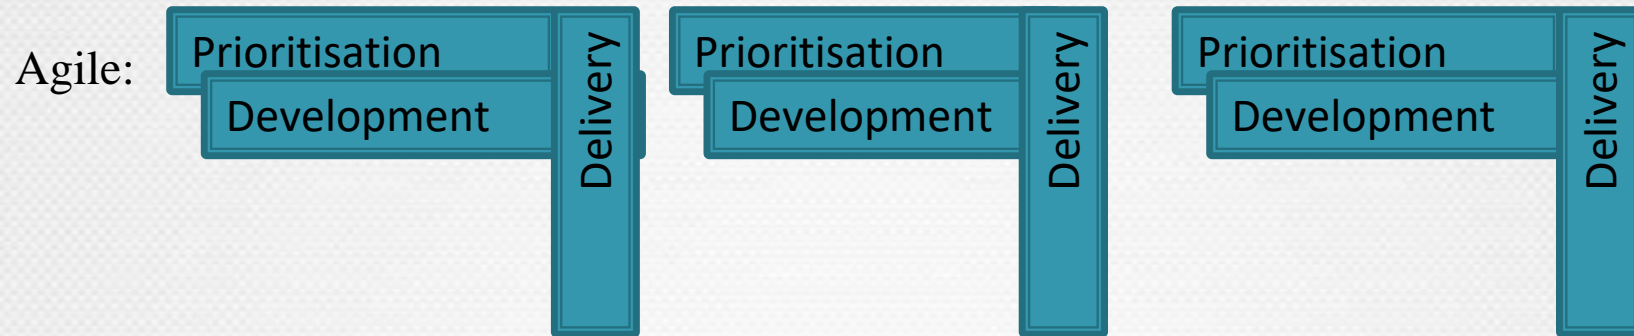 Agile:
Prioritisation
Development
Delivery
Prioritisation
Development
Delivery
Prioritisation
Development
Delivery